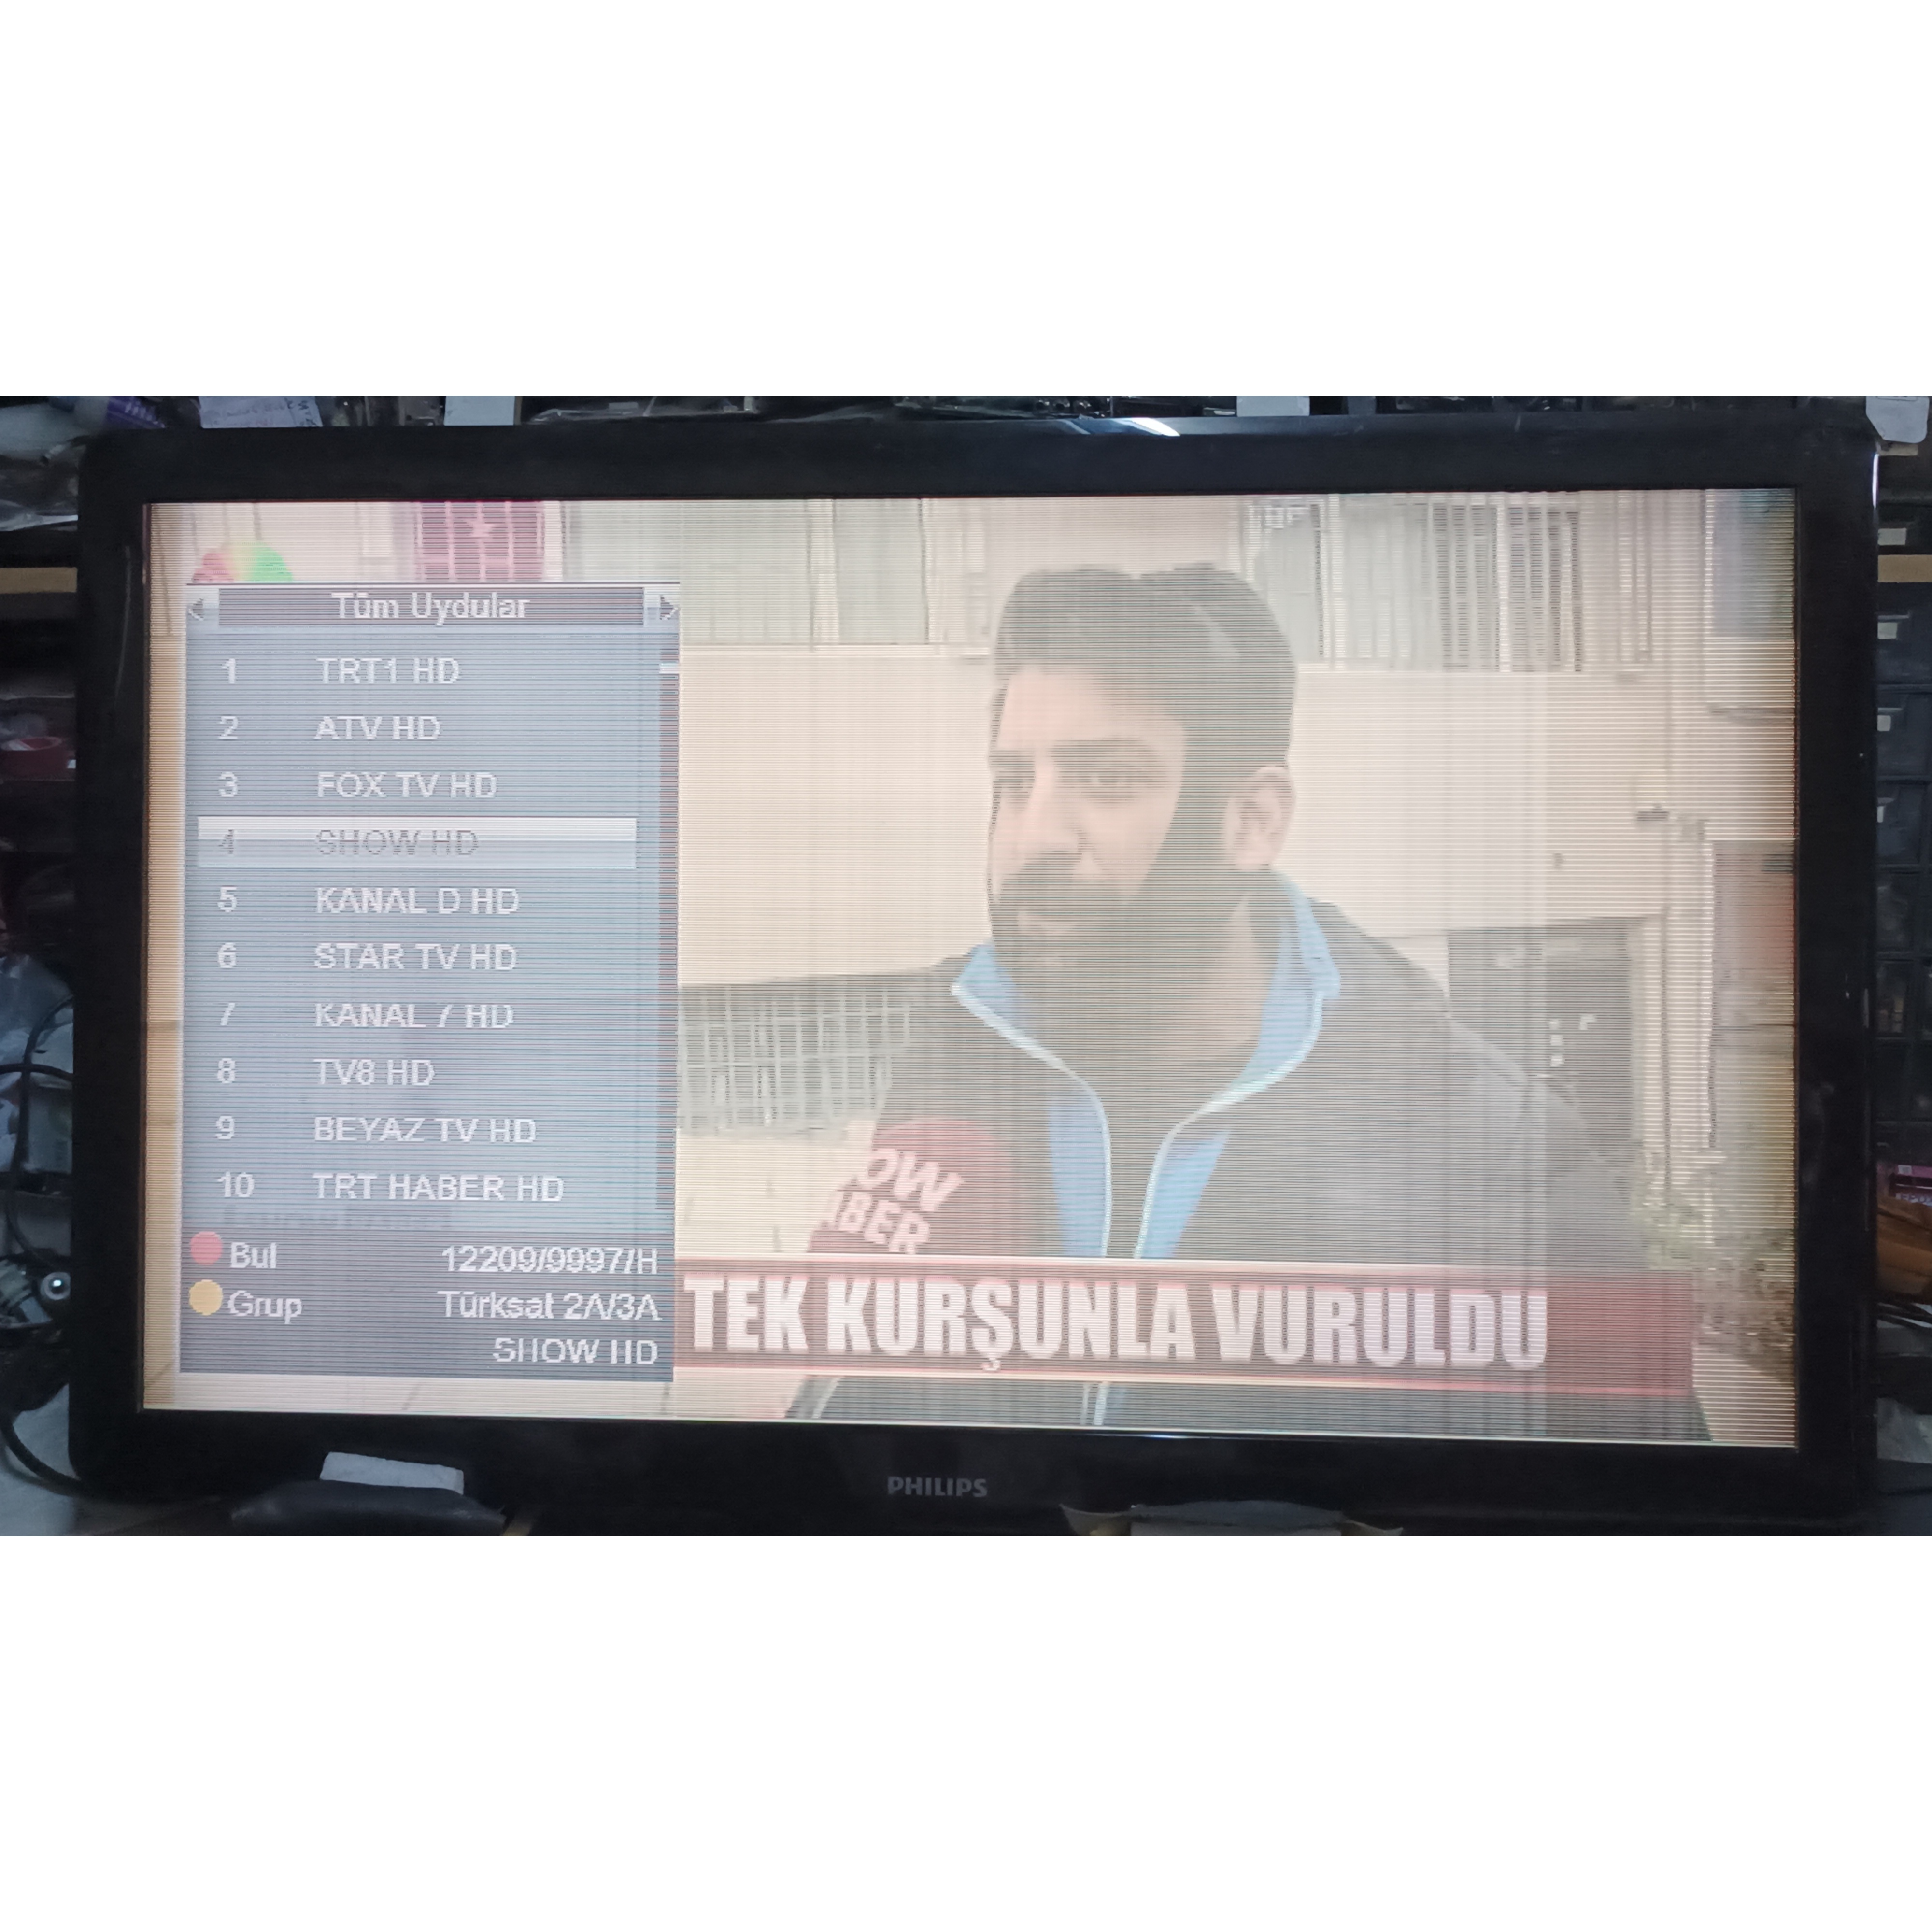 Tüm Uydular
1 TRT1 HD
2 ATV HD
3 FOX TV HD
4 SHOW HD
5 KANAL D HD
6 STAR TV HD
7 KANAL 7 HD
8 TV8 HD
9 BEYAZ TV HD
10 TRT HABER HD
Bul 12209/9997/H
Grup Türksat 2A/3A
SHOW HD
OW
ABER
TEK KURŞUNLA VURULDU
PHILIPS